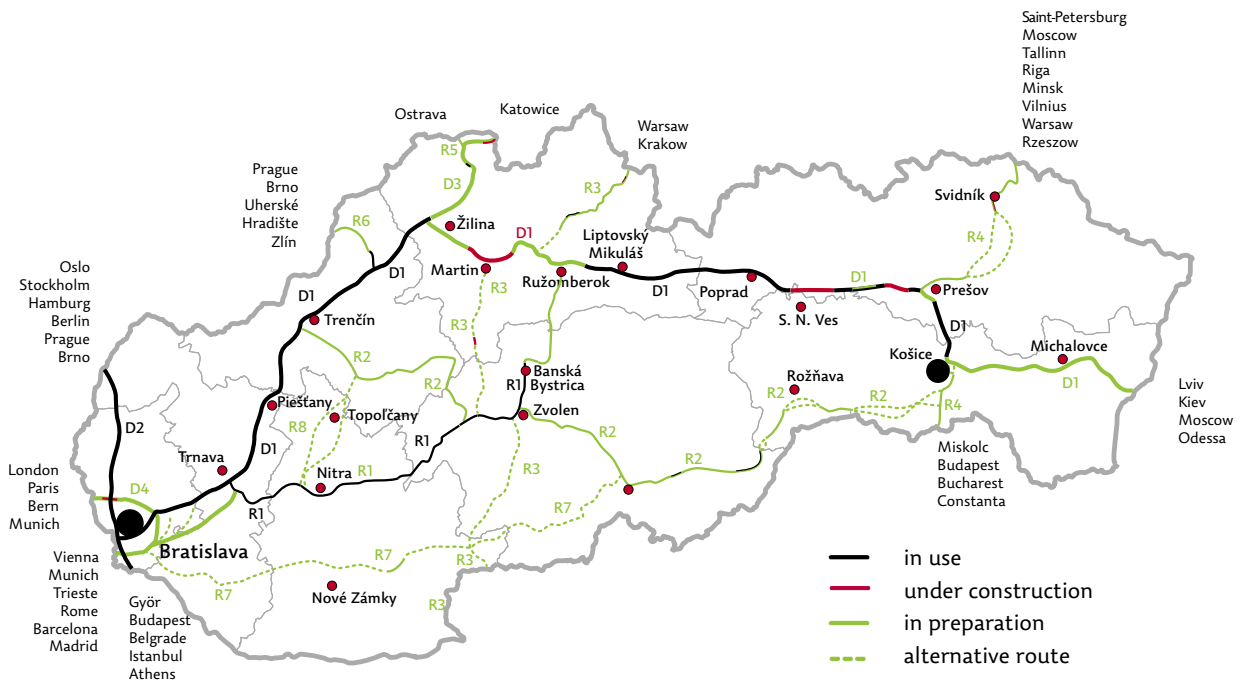 Saint-Petersburg
Moscow
Tallinn
Riga
Minsk
Vilnius
Warsaw
Rzeszow
Ostrava
Katowice
Warsaw
Krakow
Prague
Brno
Uherské
Hradište
Zlín
Oslo
Stockholm
Hamburg
Berlin
Prague
Brno
London
Paris
Bern
Munich
Vienna
Munich
Trieste
Rome
Barcelona
Madrid
Györ
Budapest
Belgrade
Istanbul
Athens
Miskolc
Budapest
Bucharest
Constanta
Lviv
Kiev
Moscow
Odessa
R5
D3
R3
R6
Žilina
D1
D1
Martin
R3
Liptovský
Mikuláš
Ružomberok
D1
Poprad
D1
S. N. Ves
Svidník
R4
Prešov
D1
Košice
Michalovce
D1
D1
Trenčín
R3
R2
R2
Banská
Bystrica
R1
Zvolen
Rožňava
R2
R2
R4
Piešťany
Topoľčany
R8
D2
D1
R1
R2
R2
Trnava
Nitra
R1
R3
D4
R1
R7
Bratislava
R7
R3
R7
Nové Zámky
R3
in use
under construction
in preparation
alternative route